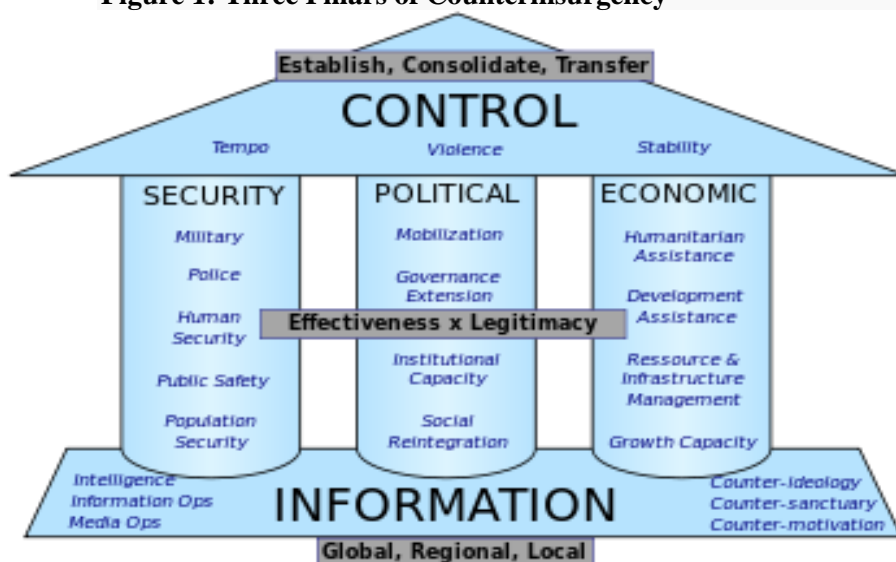 Figure 1: Three Pillars of Counterinsurgency
Establish, Consolidate, Transfer
CONTROL
Tempo
Violence
Stability
SECURITY
Military
Police
Human
Security
Public Safety
Population
Security
POLITICAL
Mobilization
Governance
Extension
Institutional
Capacity
Social
Reintegration
ECONOMIC
Humanitarian
Assistance
Development
Assistance
Ressource &
Infrastructure
Management
Growth Capacity
Effectiveness x Legitimacy
Intelligence
Information Ops
Media Ops
INFORMATION
Counter-ideology
Counter-sanctuary
Counter-motivation
Global, Regional, Local